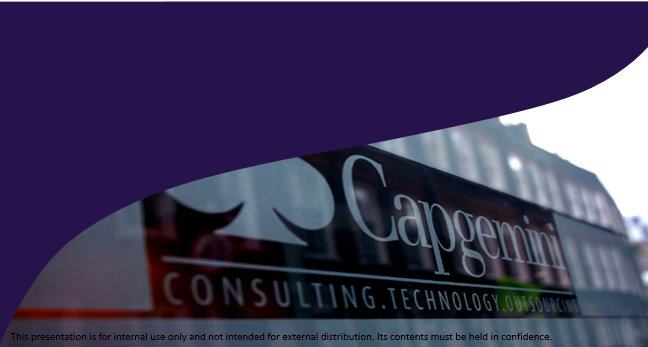 Capgemini
CONSULTING.TECHNOLOGY.OUTSOURCING
This presentation is for internal use only and not intended for external distribution. Its contents must be held in confidence.